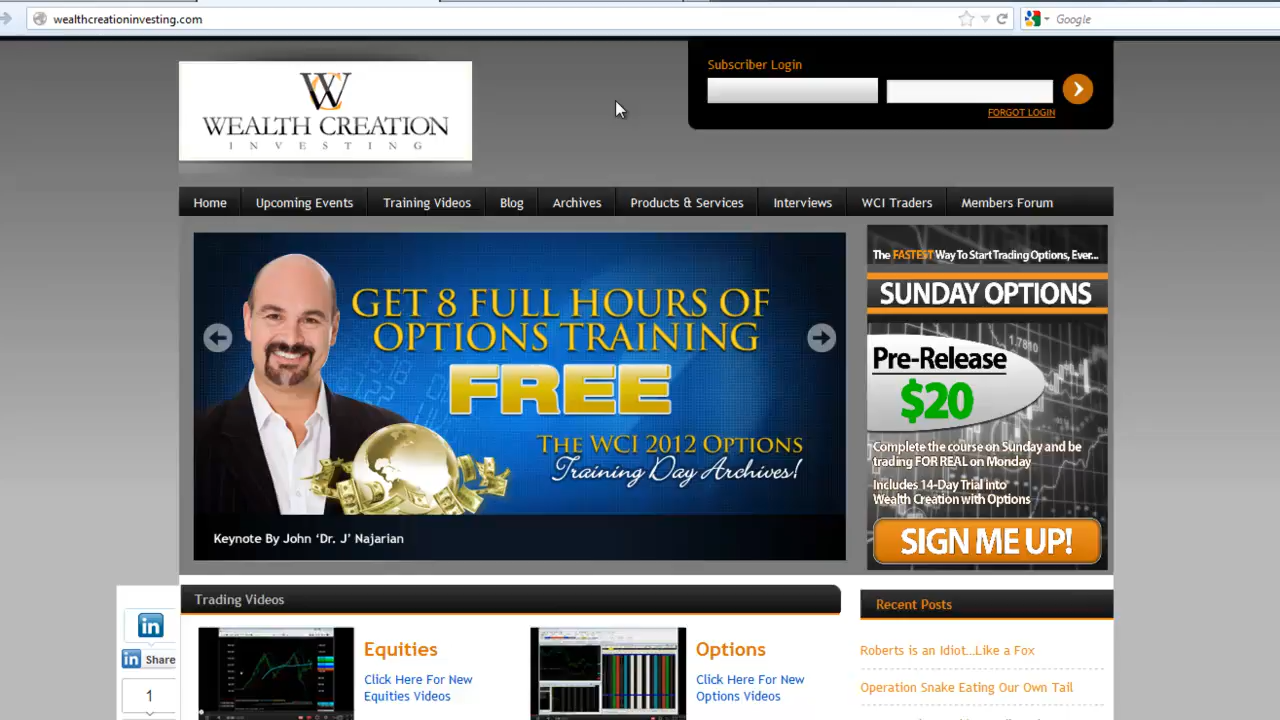 wealthcreationinvesting.com
Google
WC
WEALTH CREATION
INVESTING
Subscriber Login
FORGOT LOGIN
Home
Upcoming Events
Training Videos
Blog
Archives
Products & Services
Interviews
WCI Traders
Members Forum
GET 8 FULL HOURS OF
OPTIONS TRAINING
FREE
THE WCI 2012 OPTIONS
Training Day Archives!
Keynote By John ‘Dr. J’ Najarian
The FASTEST Way To Start Trading Options, Ever...
SUNDAY OPTIONS
1.7810
Pre-Release
$20
Complete the course on Sunday and be
trading FOR REAL on Monday
Includes 14-Day Trial into
Wealth Creation with Options
SIGN ME UP!
in
in Share
1
Trading Videos
Equities
Click Here For New
Equities Videos
Options
Click Here For New
Options Videos
Recent Posts
Roberts is an Idiot...Like a Fox
Operation Snake Eating Our Own Tail